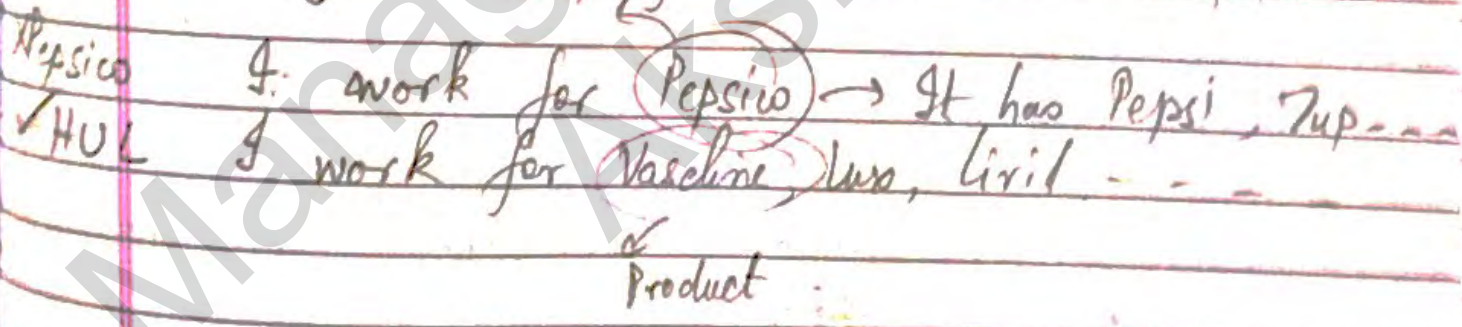 ×Pepsico I. work for Pepsico → It has Pepsi, 7up---
✓HUL I work for Vaseline, Lux, Liril - - -
Product